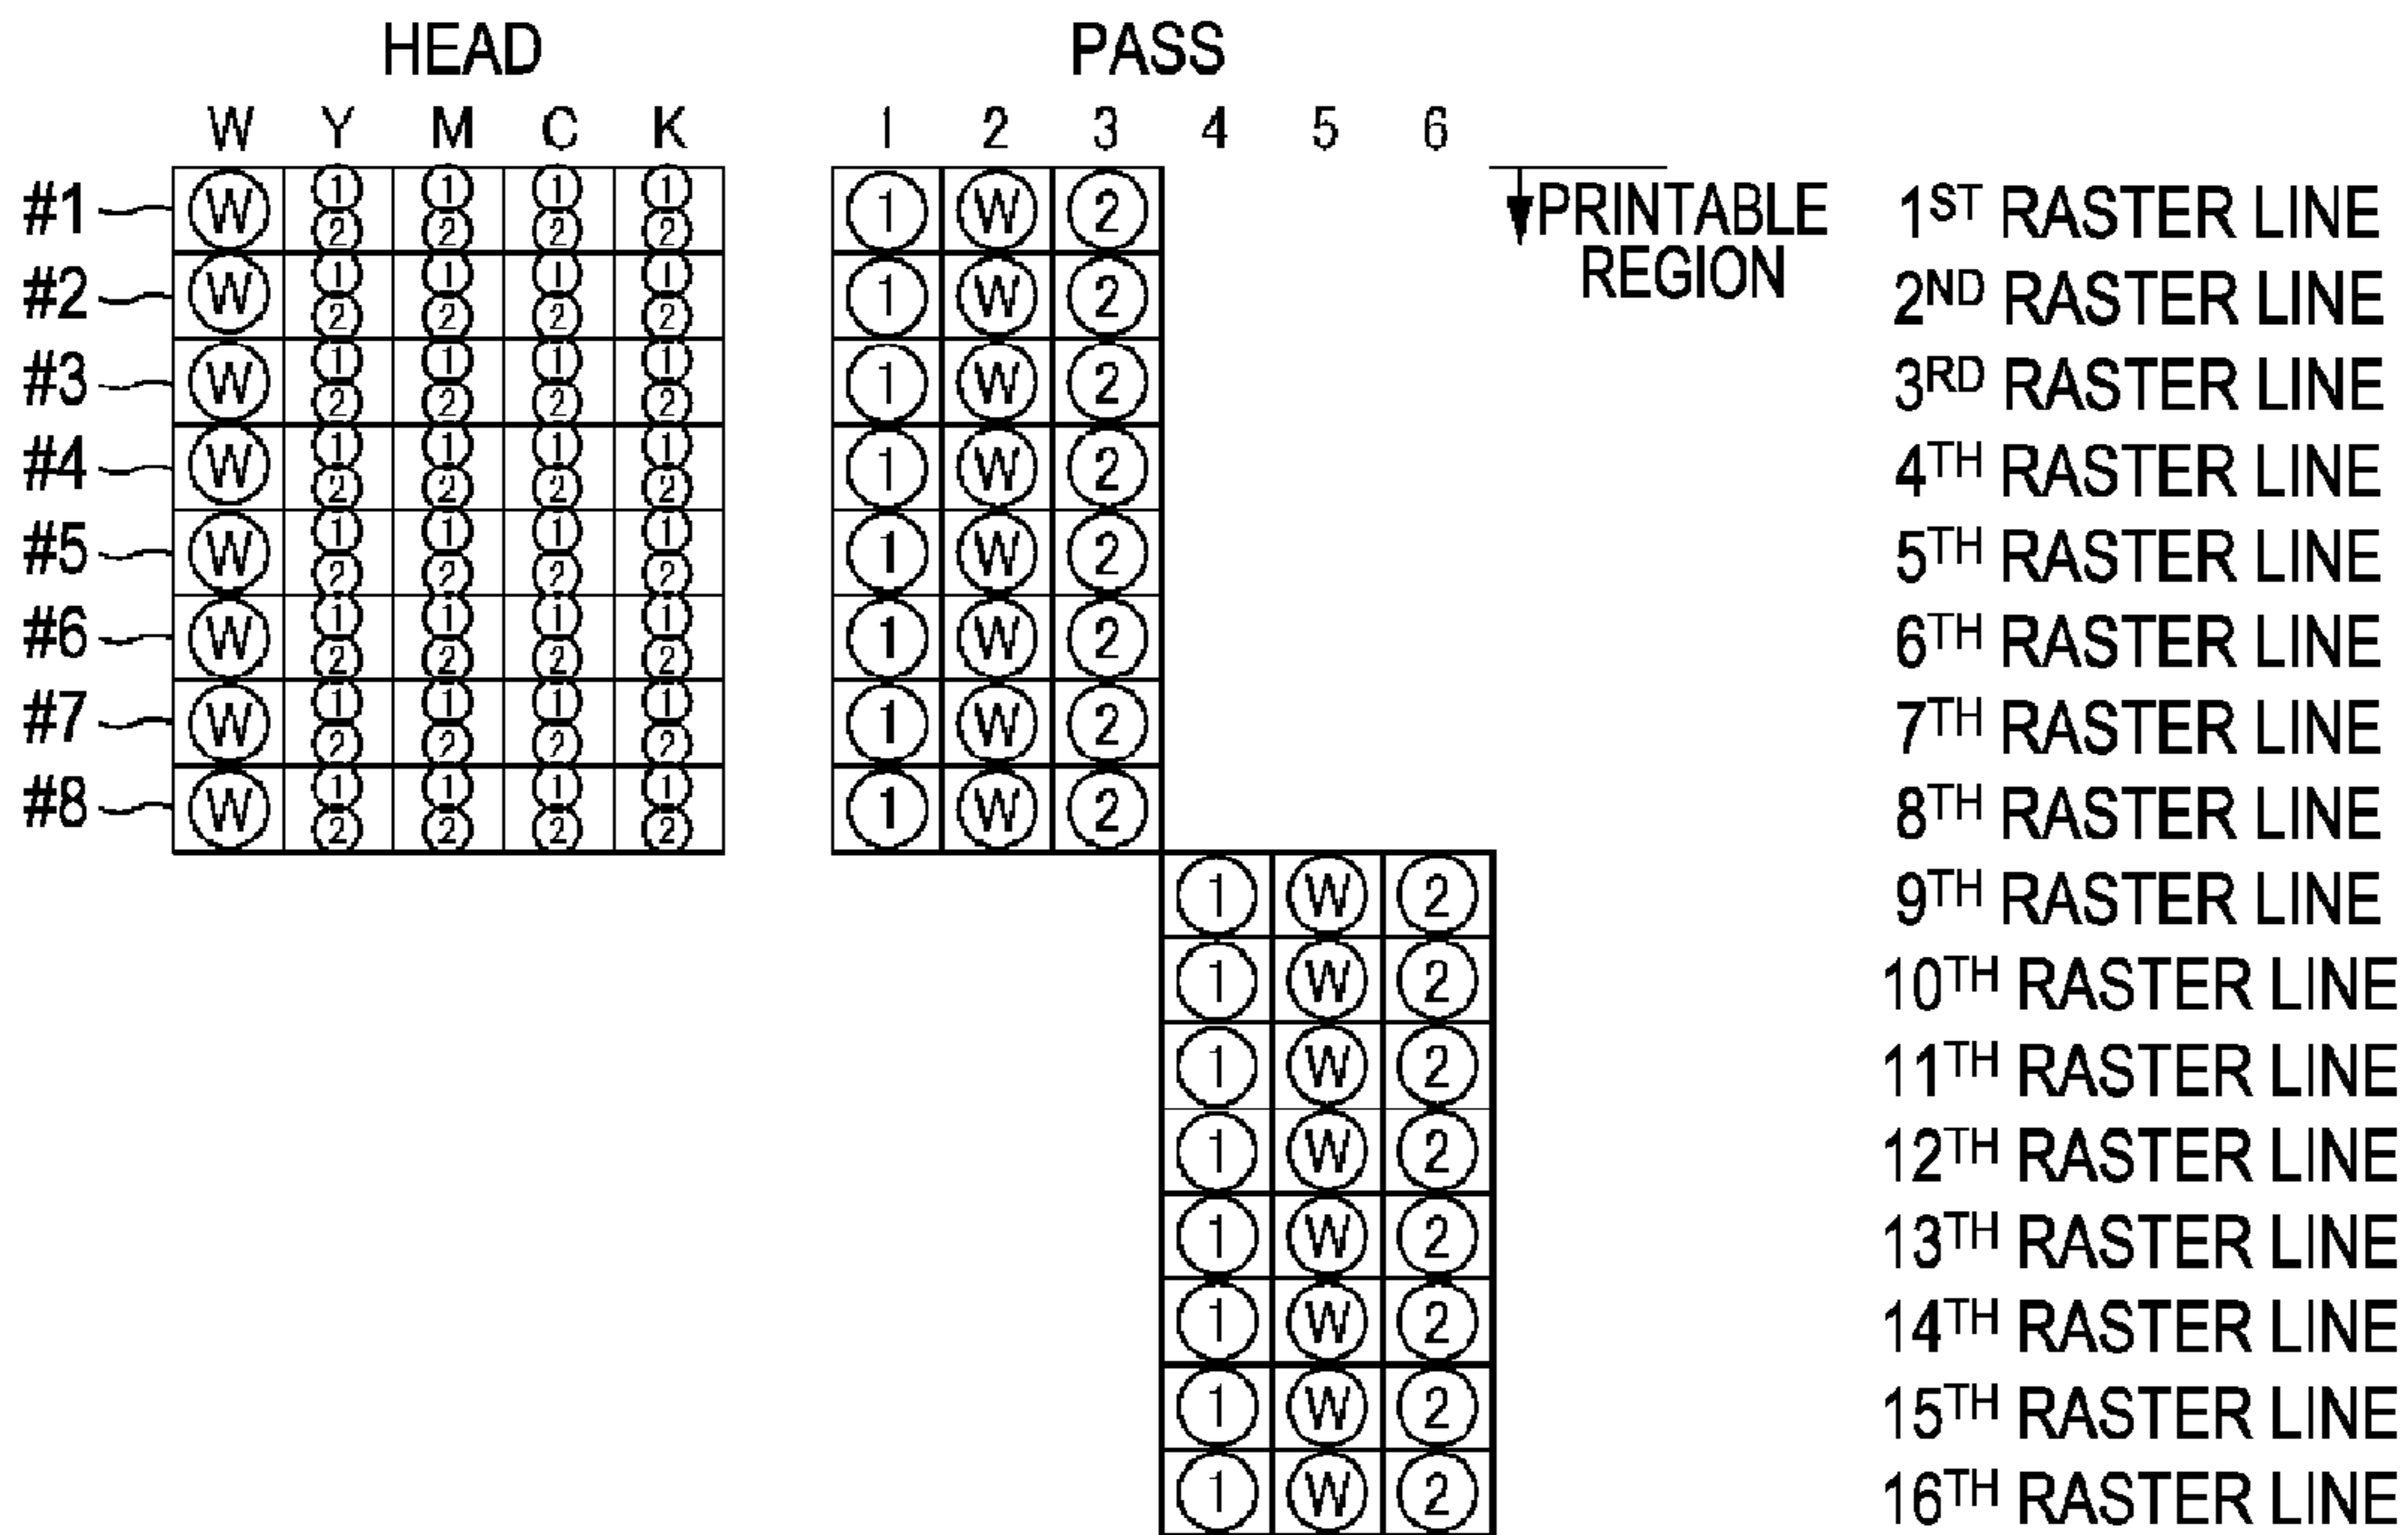 HEAD PASS
W Y M C K 1 2 3 4 5 6
#1 W 1 1 1 1 1 W 2 PRINTABLE 1ST RASTER LINE
2 2 2 2 REGION
#2 W 1 1 1 1 1 W 2 2ND RASTER LINE
2 2 2 2
#3 W 1 1 1 1 1 W 2 3RD RASTER LINE
2 2 2 2
#4 W 1 1 1 1 1 W 2 4TH RASTER LINE
2 2 2 2
#5 W 1 1 1 1 1 W 2 5TH RASTER LINE
2 2 2 2
#6 W 1 1 1 1 1 W 2 6TH RASTER LINE
2 2 2 2
#7 W 1 1 1 1 1 W 2 7TH RASTER LINE
2 2 2 2
#8 W 1 1 1 1 1 W 2 8TH RASTER LINE
2 2 2 2
1 W 2 9TH RASTER LINE
1 W 2 10TH RASTER LINE
1 W 2 11TH RASTER LINE
1 W 2 12TH RASTER LINE
1 W 2 13TH RASTER LINE
1 W 2 14TH RASTER LINE
1 W 2 15TH RASTER LINE
1 W 2 16TH RASTER LINE